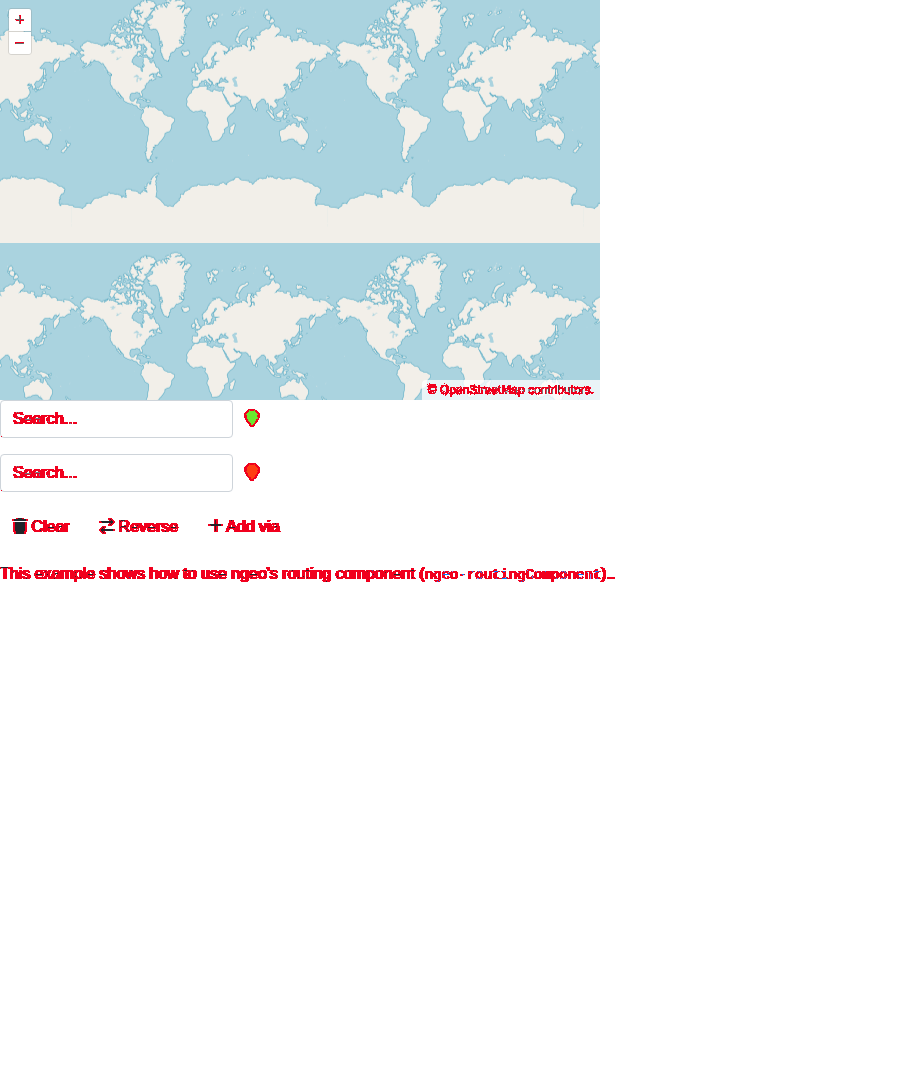 +
−
© OpenStreetMap contributors.
Search…
Search…
Clear Reverse Add via
This example shows how to use ngeo's routing component (ngeo-routingComponent).